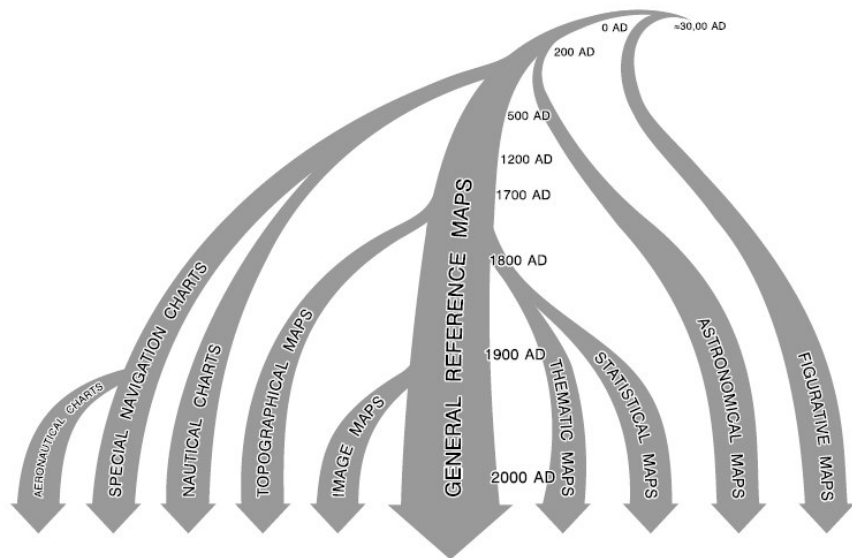 0 AD
≈30,00 AD
200 AD
500 AD
1200 AD
1700 AD
1800 AD
1900 AD
2000 AD
AERONAUTICAL CHARTS
SPECIAL NAVIGATION CHARTS
NAUTICAL CHARTS
TOPOGRAPHICAL MAPS
IMAGE MAPS
GENERAL REFERENCE MAPS
THEMATIC MAPS
STATISTICAL MAPS
ASTRONOMICAL MAPS
FIGURATIVE MAPS